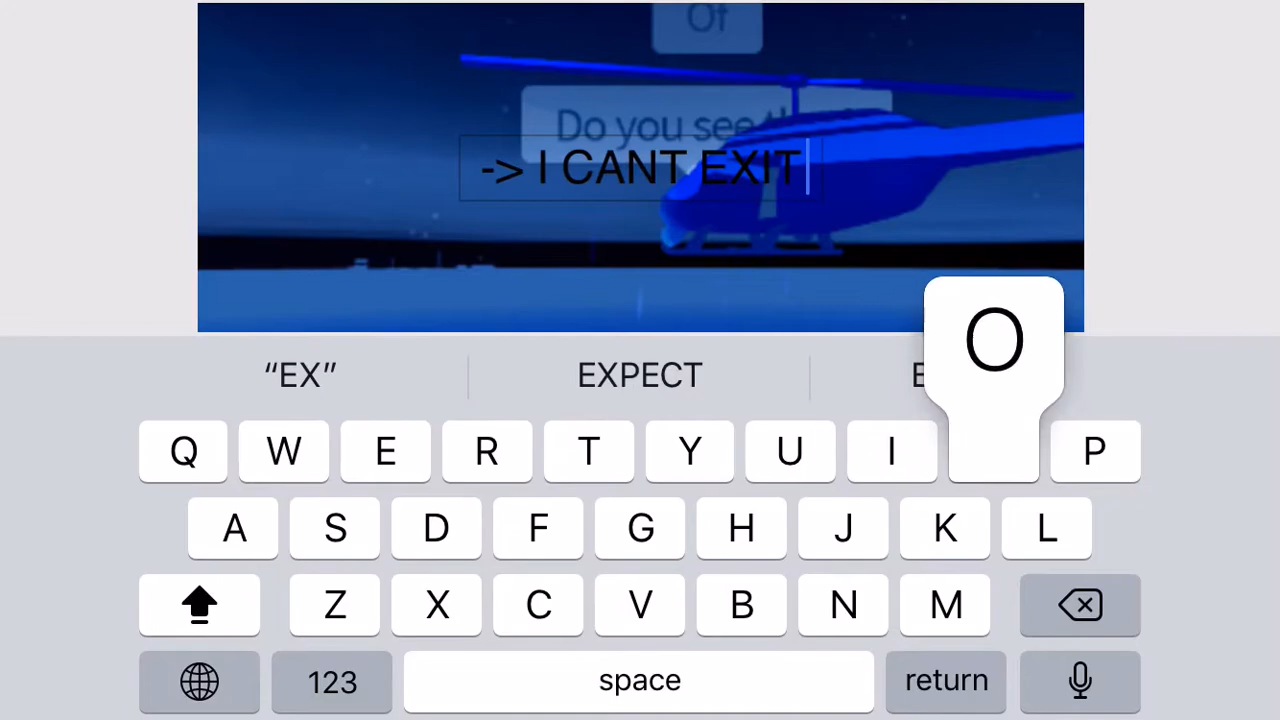 Of
Do you see
-> I CANT EXIT
“EX” EXPECT
O
Q W E R T Y U I P
A S D F G H J K L
Z X C V B N M
123 space return